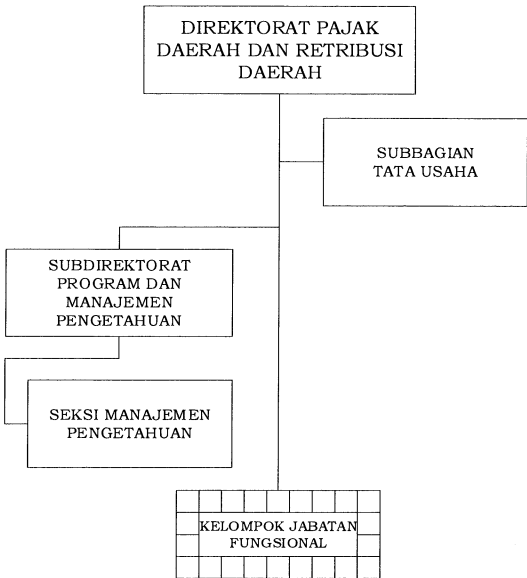 DIREKTORAT PAJAK
DAERAH DAN RETRIBUSI
DAERAH
SUBBAGIAN
TATA USAHA
SUBDIREKTORAT
PROGRAM DAN
MANAJEMEN
PENGETAHUAN
SEKSI MANAJEMEN
PENGETAHUAN
KELOMPOK JABATAN
FUNGSIONAL